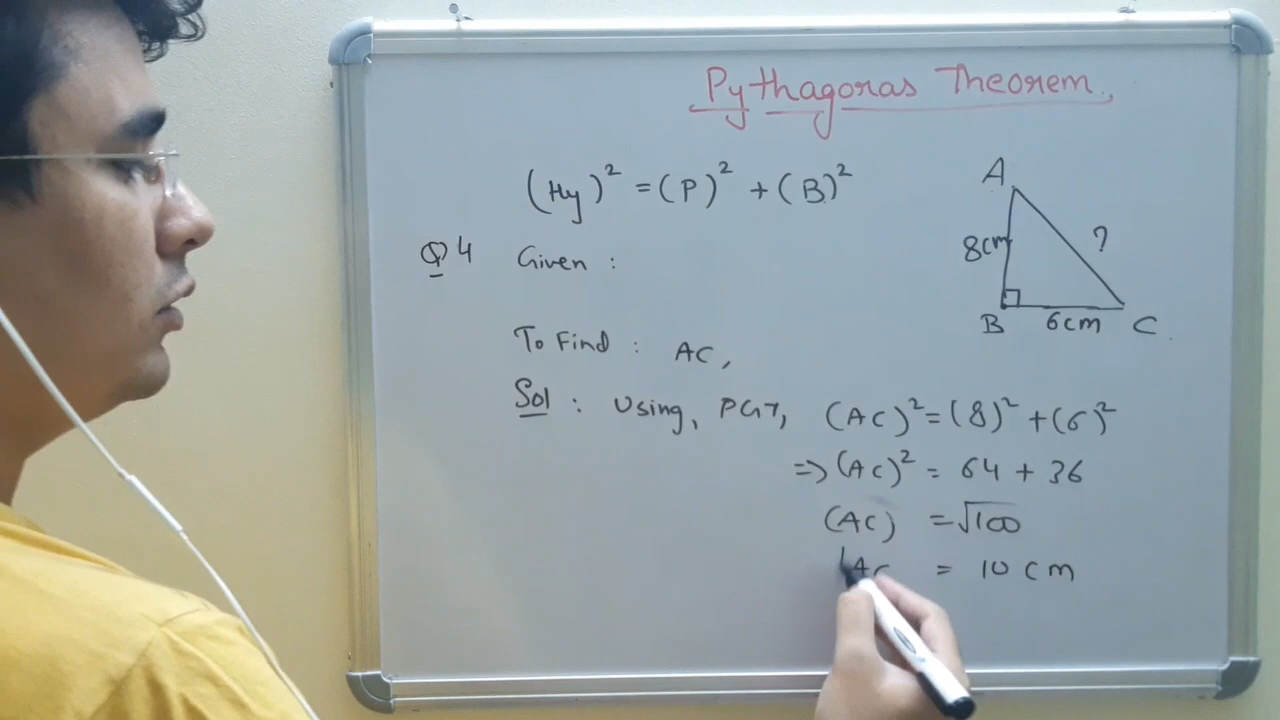 Pythagoras Theorem.
(Hy)² = (P)² + (B)²
A
8cm
?
B
6cm
C
Q4 Given :
To Find : AC,
Sol : Using, PGT, (AC)² = (8)² + (6)²
=> (AC)² = 64 + 36
(AC) = √100
AC = 10 cm